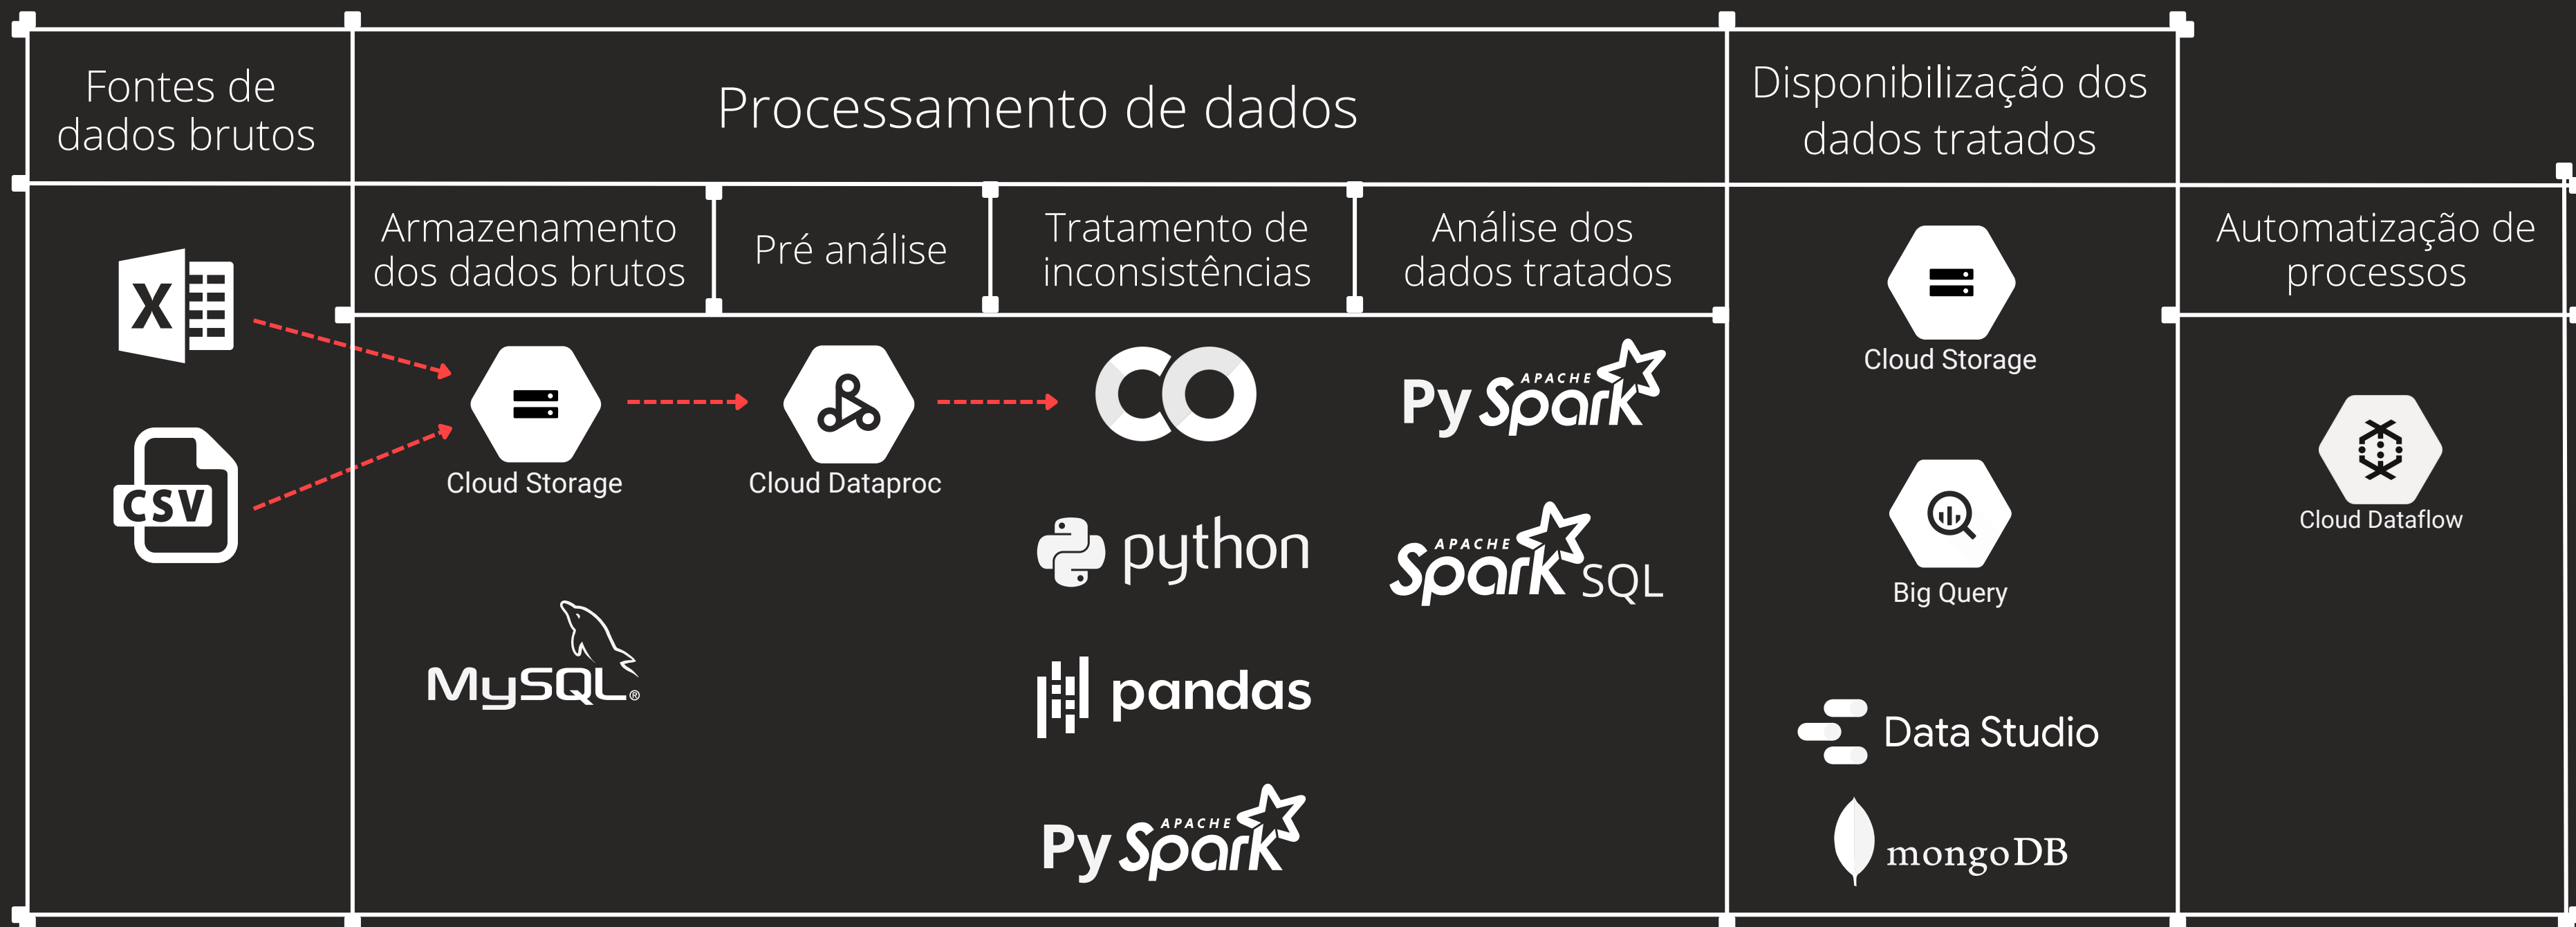 Fontes de
dados brutos
Processamento de dados
Disponibilização dos
dados tratados
Armazenamento
dos dados brutos
Pré análise
Tratamento de
inconsistências
Análise dos
dados tratados
Automatização de
processos
X
CSV
Cloud Storage
MySQL®
Cloud Dataproc
CO
python
pandas
Py APACHE Spark
Py APACHE Spark
APACHE Spark SQL
Cloud Storage
Big Query
Data Studio
mongoDB
Cloud Dataflow